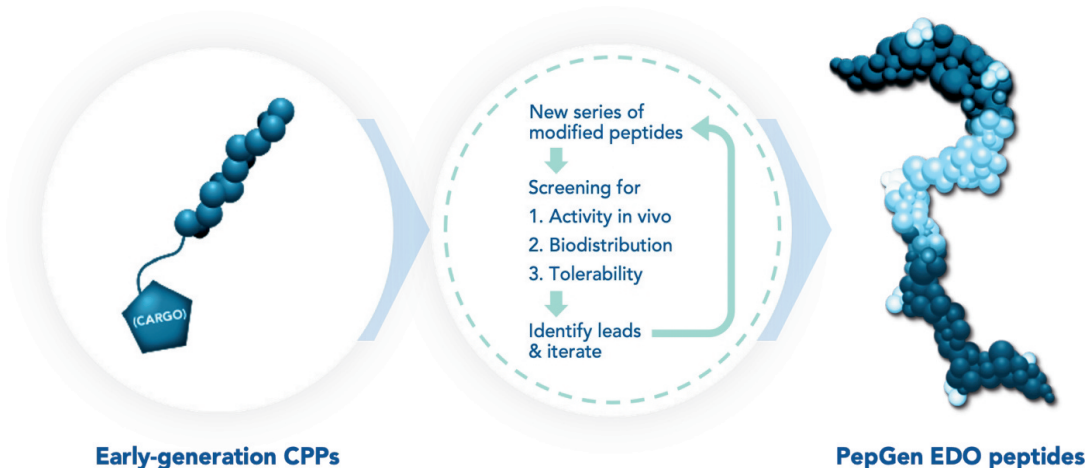 (CARGO)
Early-generation CPPs
New series of
modified peptides
Screening for
1. Activity in vivo
2. Biodistribution
3. Tolerability
Identify leads
& iterate
PepGen EDO peptides